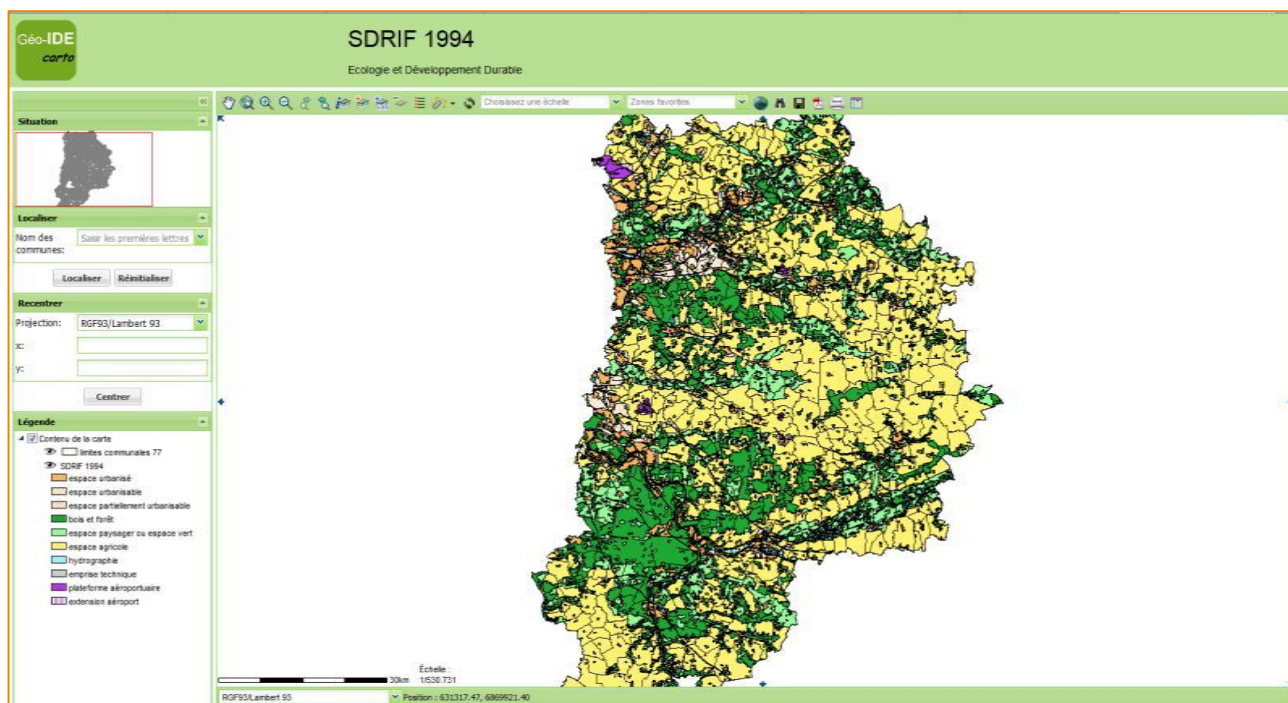 Géo-IDE
carto
SDRIF 1994
Ecologie et Développement Durable
Choisissez une échelle
Zones favorites
Situation
Localiser
Nom des communes:
Saisir les premières lettres
Localiser
Réinitialiser
Recentrer
Projection:
RGF93/Lambert 93
x:
y:
Centrer
Légende
Contenu de la carte
limites communales 77
SDRIF 1994
espace urbanisé
espace urbanisable
espace partiellement urbanisable
bois et forêt
espace paysager ou espace vert
espace agricole
hydrographie
emprise technique
plateforme aéroportuaire
extension aéroport
30km
Échelle :
1/530.731
RGF93/Lambert 93
Position : 631317.47, 6869921.40